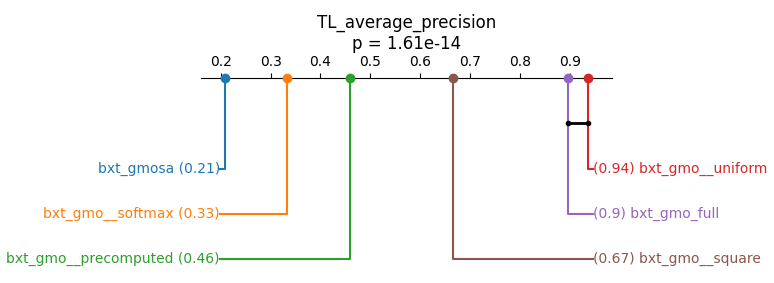 TL_average_precision
p = 1.61e-14
0.2 0.3 0.4 0.5 0.6 0.7 0.8 0.9
bxt_gmosa (0.21) (0.94) bxt_gmo__uniform
bxt_gmo__softmax (0.33) (0.9) bxt_gmo_full
bxt_gmo__precomputed (0.46) (0.67) bxt_gmo__square